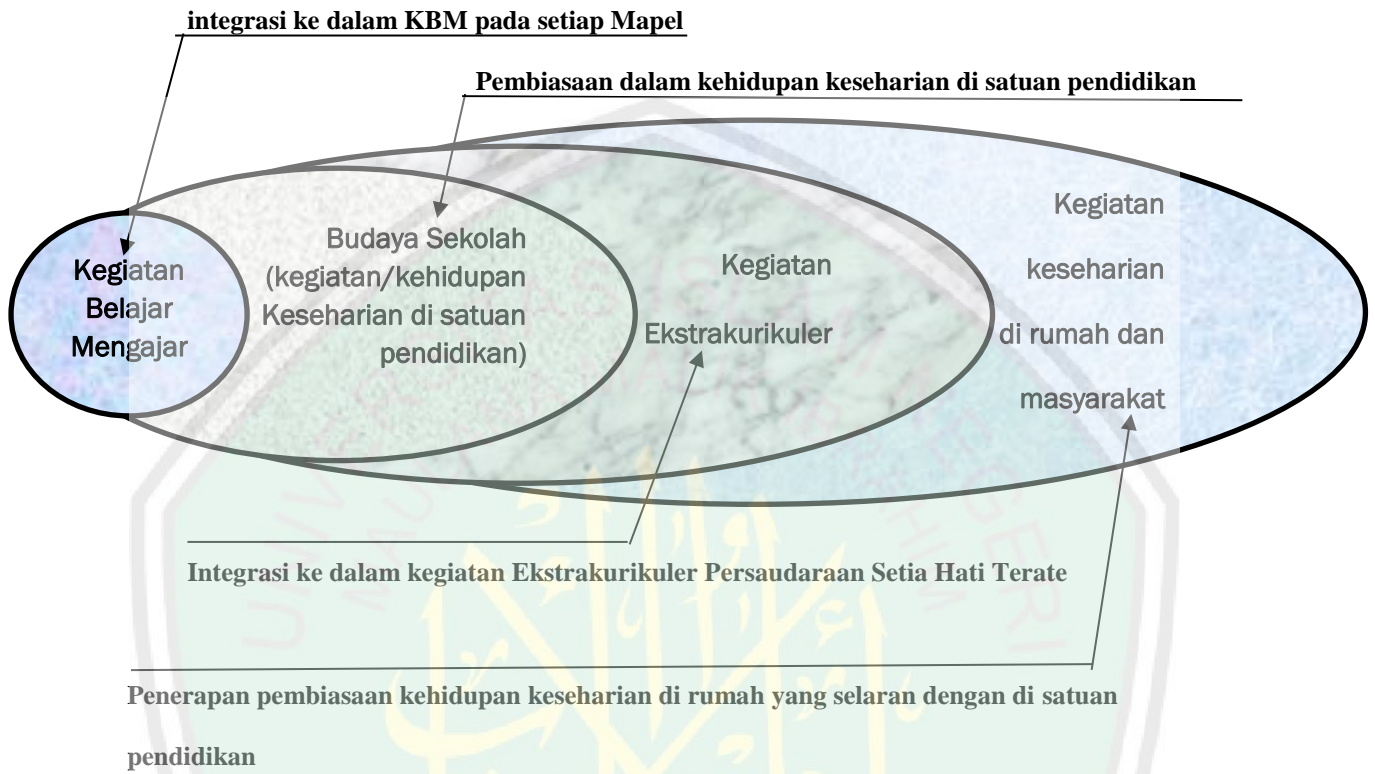 integrasi ke dalam KBM pada setiap Mapel
Pembiasaan dalam kehidupan keseharian di satuan pendidikan
Kegiatan
Belajar
Mengajar
Budaya Sekolah
(kegiatan/kehidupan
Keseharian di satuan
pendidikan)
Kegiatan
Ekstrakurikuler
Kegiatan
keseharian
di rumah dan
masyarakat
Integrasi ke dalam kegiatan Ekstrakurikuler Persaudaraan Setia Hati Terate
Penerapan pembiasaan kehidupan keseharian di rumah yang selaran dengan di satuan
pendidikan